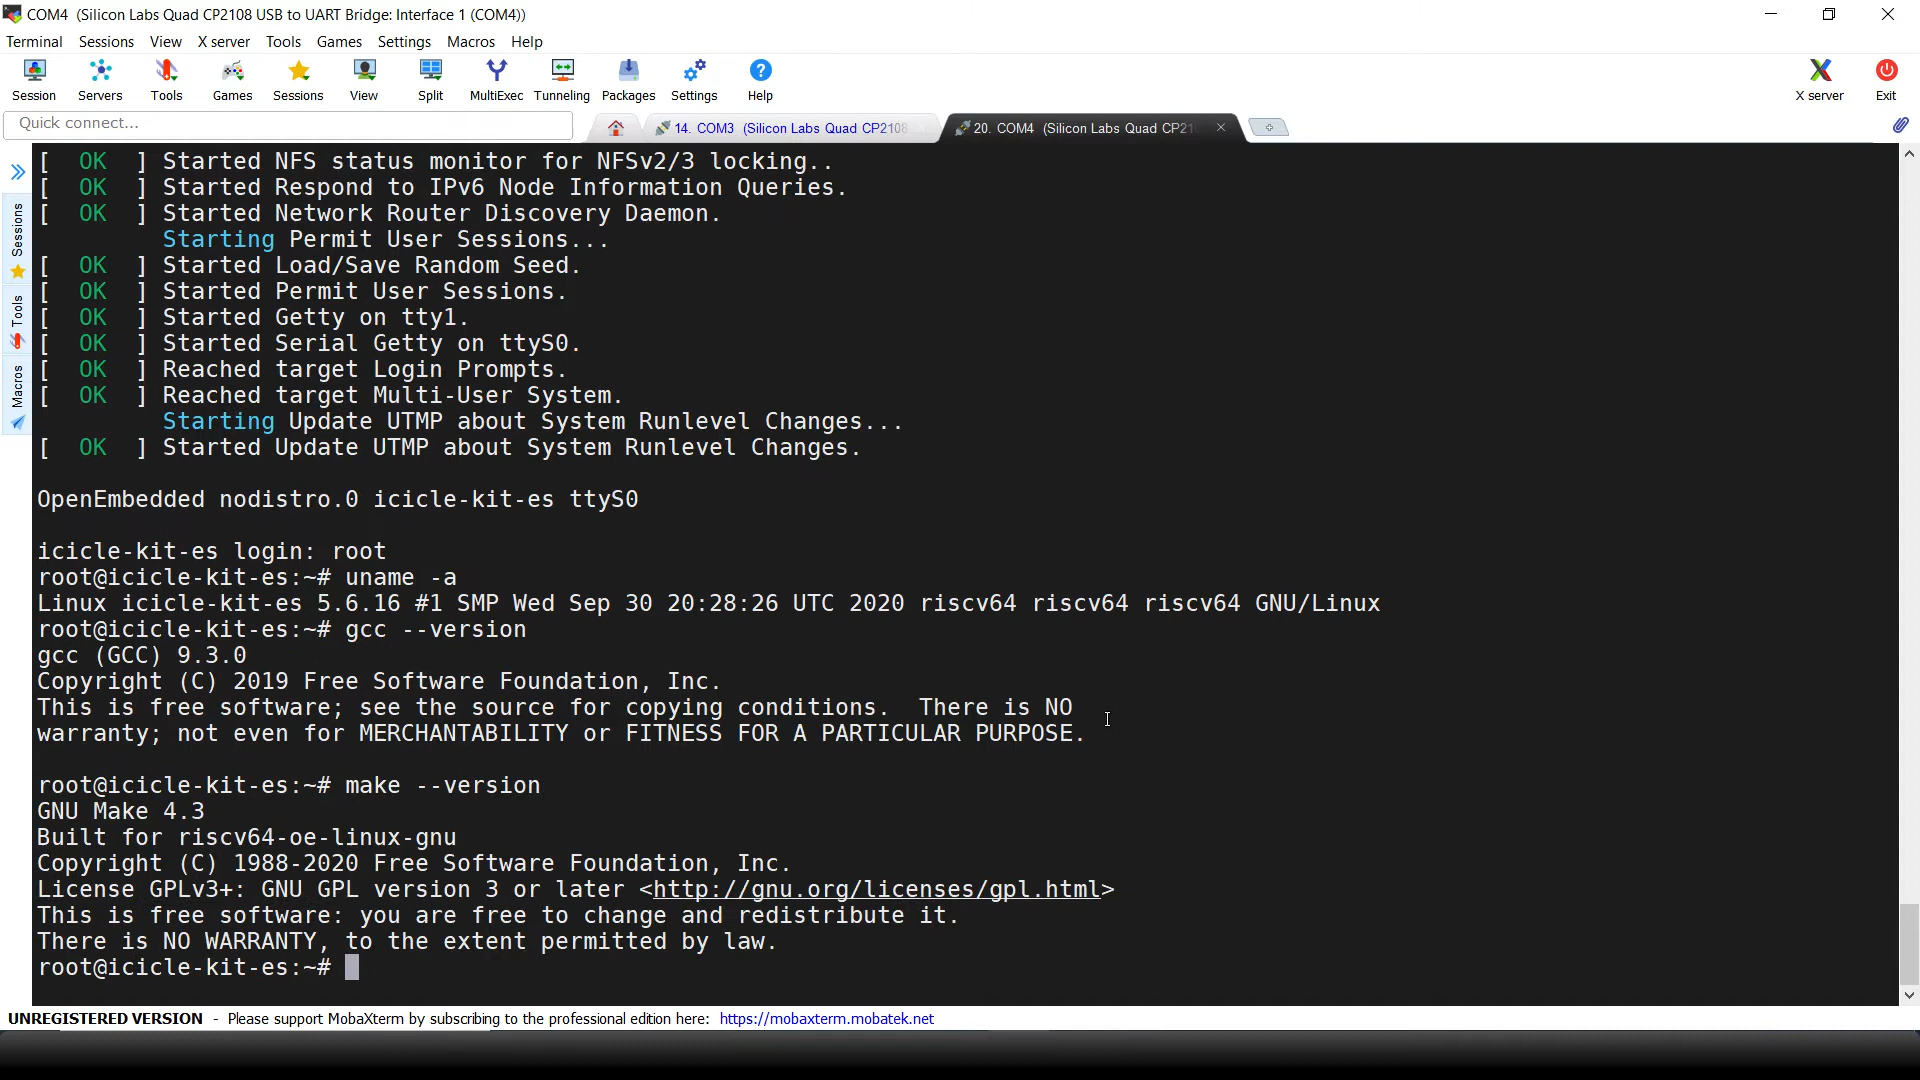 COM4 (Silicon Labs Quad CP2108 USB to UART Bridge: Interface 1 (COM4))
Terminal Sessions View X server Tools Games Settings Macros Help
Session Servers Tools Games Sessions View Split MultiExec Tunneling Packages Settings Help X server Exit
Quick connect...
14. COM3 (Silicon Labs Quad CP2108
20. COM4 (Silicon Labs Quad CP21
Sessions
Tools
Macros
[ OK ] Started NFS status monitor for NFSv2/3 locking..
[ OK ] Started Respond to IPv6 Node Information Queries.
[ OK ] Started Network Router Discovery Daemon.
Starting Permit User Sessions...
[ OK ] Started Load/Save Random Seed.
[ OK ] Started Permit User Sessions.
[ OK ] Started Getty on tty1.
[ OK ] Started Serial Getty on ttyS0.
[ OK ] Reached target Login Prompts.
[ OK ] Reached target Multi-User System.
Starting Update UTMP about System Runlevel Changes...
[ OK ] Started Update UTMP about System Runlevel Changes.
OpenEmbedded nodistro.0 icicle-kit-es ttyS0
icicle-kit-es login: root
root@icicle-kit-es:~# uname -a
Linux icicle-kit-es 5.6.16 #1 SMP Wed Sep 30 20:28:26 UTC 2020 riscv64 riscv64 riscv64 GNU/Linux
root@icicle-kit-es:~# gcc --version
gcc (GCC) 9.3.0
Copyright (C) 2019 Free Software Foundation, Inc.
This is free software; see the source for copying conditions.  There is NO
warranty; not even for MERCHANTABILITY or FITNESS FOR A PARTICULAR PURPOSE.
root@icicle-kit-es:~# make --version
GNU Make 4.3
Built for riscv64-oe-linux-gnu
Copyright (C) 1988-2020 Free Software Foundation, Inc.
License GPLv3+: GNU GPL version 3 or later <http://gnu.org/licenses/gpl.html>
This is free software: you are free to change and redistribute it.
There is NO WARRANTY, to the extent permitted by law.
root@icicle-kit-es:~#
UNREGISTERED VERSION - Please support MobaXterm by subscribing to the professional edition here: https://mobaxterm.mobatek.net